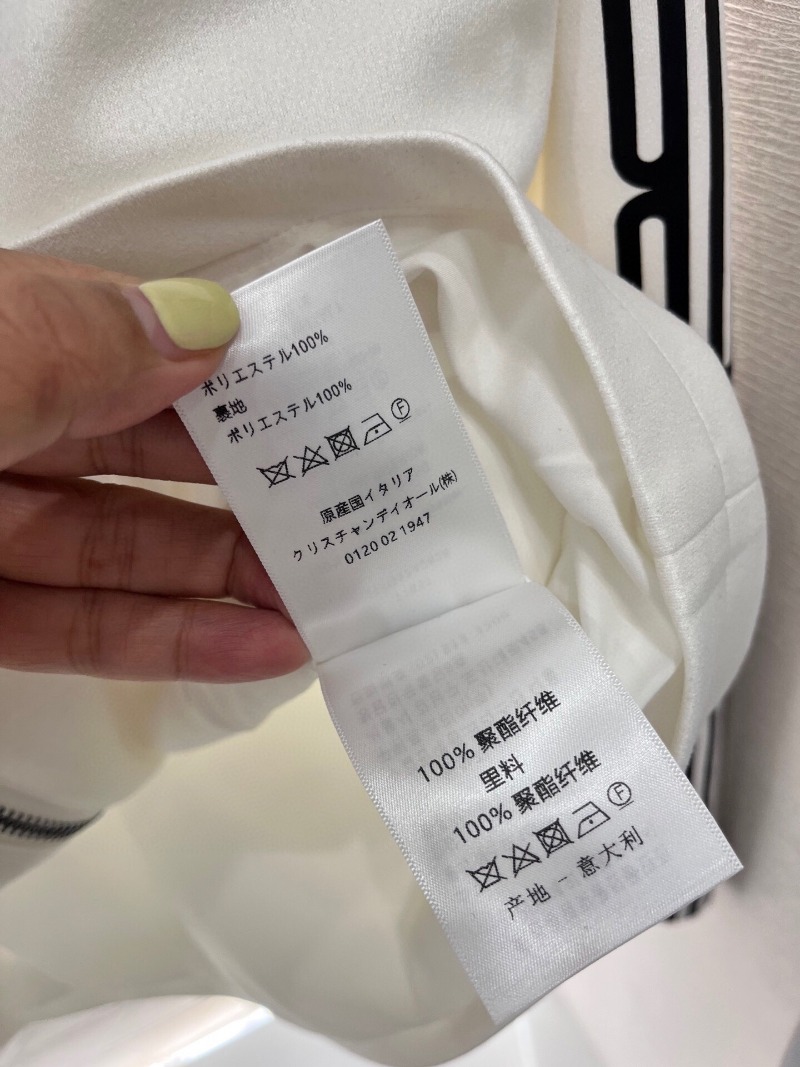 ポリエステル100%
裏地
ポリエステル100%
F
原産国イタリア
クリスチャンディオール(株)
0120 02 1947
100% 聚酯纤维
里料
100% 聚酯纤维
F
产地 - 意大利